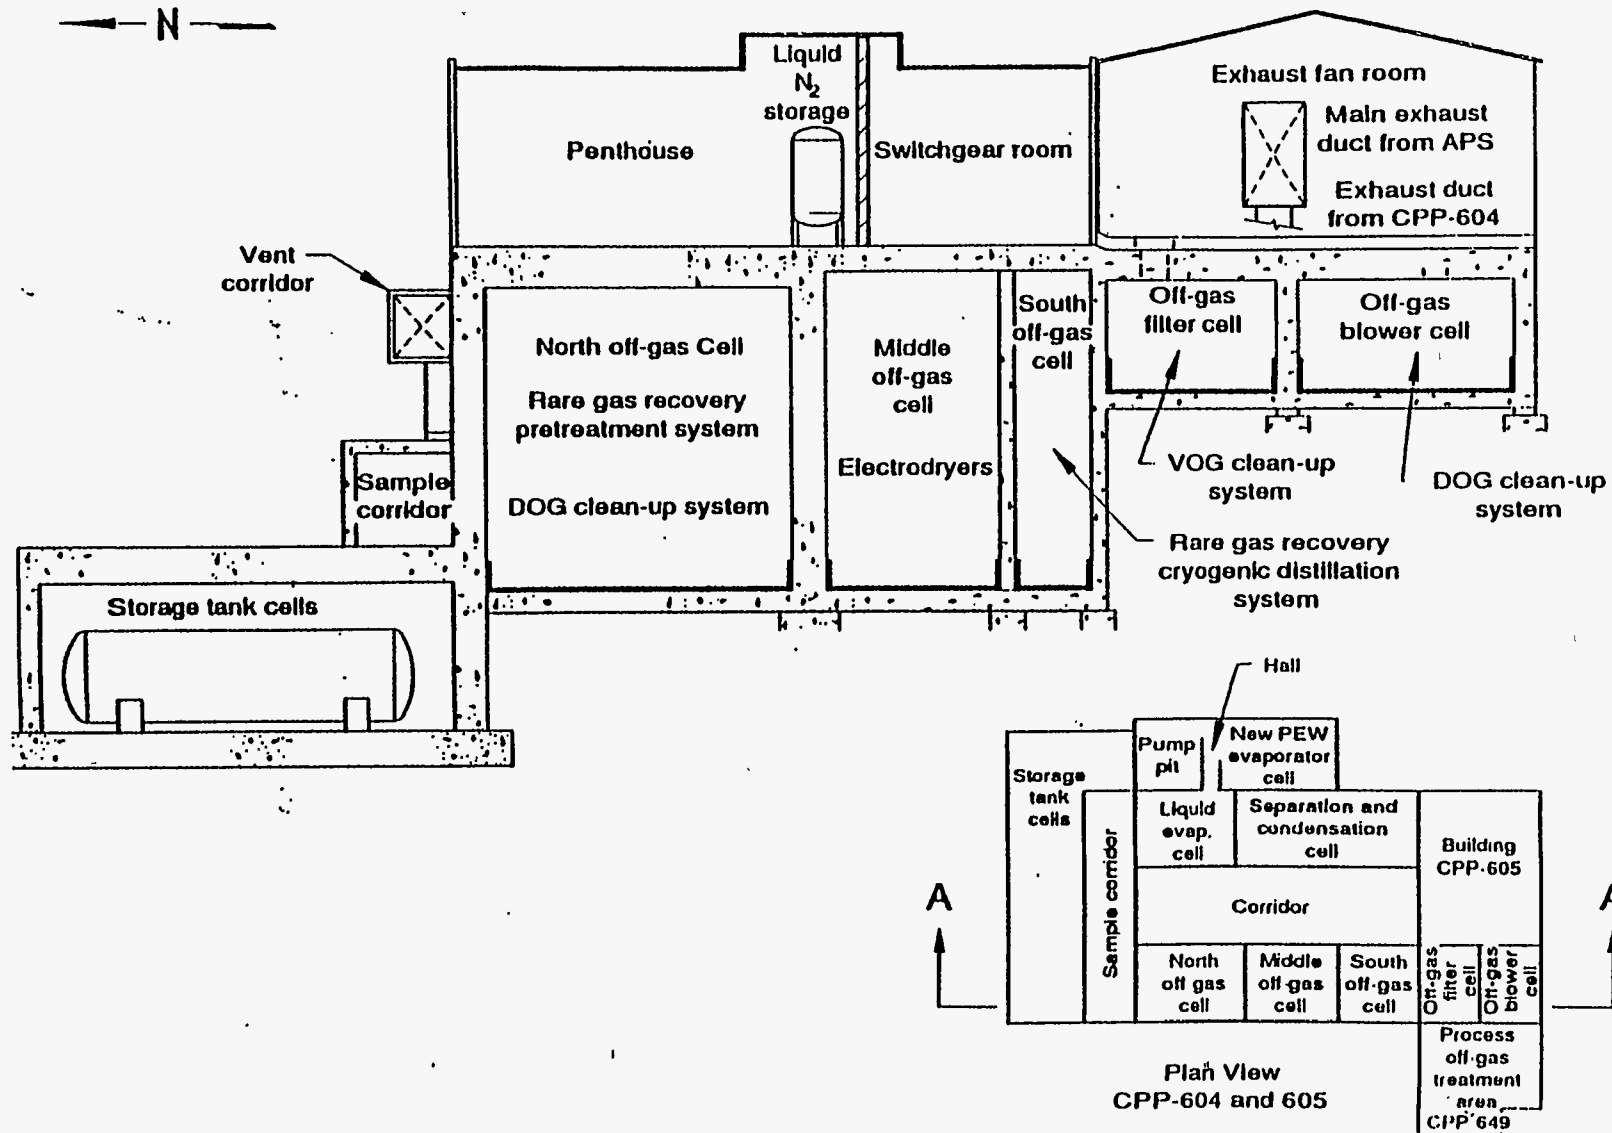 N
Liquid
N2
storage
Penthouse
Switchgear room
Exhaust fan room
Main exhaust
duct from APS
Exhaust duct
from CPP-604
Vent
corridor
North off-gas Cell
Rare gas recovery
pretreatment system
DOG clean-up system
Middle
off-gas
cell
Electrodryers
South
off-gas
cell
Off-gas
filter cell
Off-gas
blower cell
Sample
corridor
VOG clean-up
system
DOG clean-up
system
Rare gas recovery
cryogenic distillation
system
Storage tank cells
Hall
Pump
pit
New PEW
evaporator
cell
Storage
tank
cells
Liquid
evap.
cell
Separation and
condensation
cell
Building
CPP-605
Sample corridor
Corridor
A
A
North
off gas
cell
Middle
off-gas
cell
South
off-gas
cell
Off-gas
filter
cell
Off-gas
blower
cell
Process
off-gas
treatment
area
CPP 649
Plan View
CPP-604 and 605